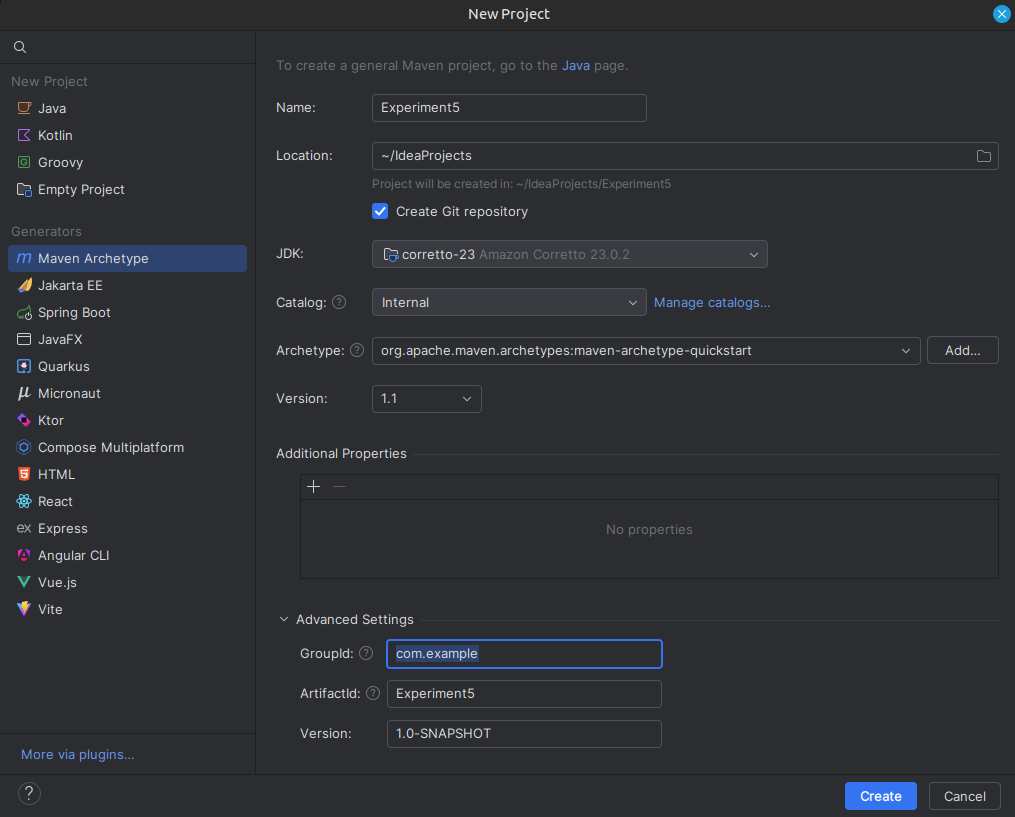 New Project
New Project
Java
Kotlin
Groovy
Empty Project
Generators
Maven Archetype
Jakarta EE
Spring Boot
JavaFX
Quarkus
Micronaut
Ktor
Compose Multiplatform
HTML
React
Express
Angular CLI
Vue.js
Vite
More via plugins...
To create a general Maven project, go to the Java page.
Name: Experiment5
Location: ~/IdeaProjects
Project will be created in: ~/IdeaProjects/Experiment5
Create Git repository
JDK: corretto-23 Amazon Corretto 23.0.2
Catalog: ? Internal Manage catalogs...
Archetype: ? org.apache.maven.archetypes:maven-archetype-quickstart Add...
Version: 1.1
Additional Properties
No properties
Advanced Settings
GroupId: ? com.example
ArtifactId: ? Experiment5
Version: 1.0-SNAPSHOT
? Create Cancel